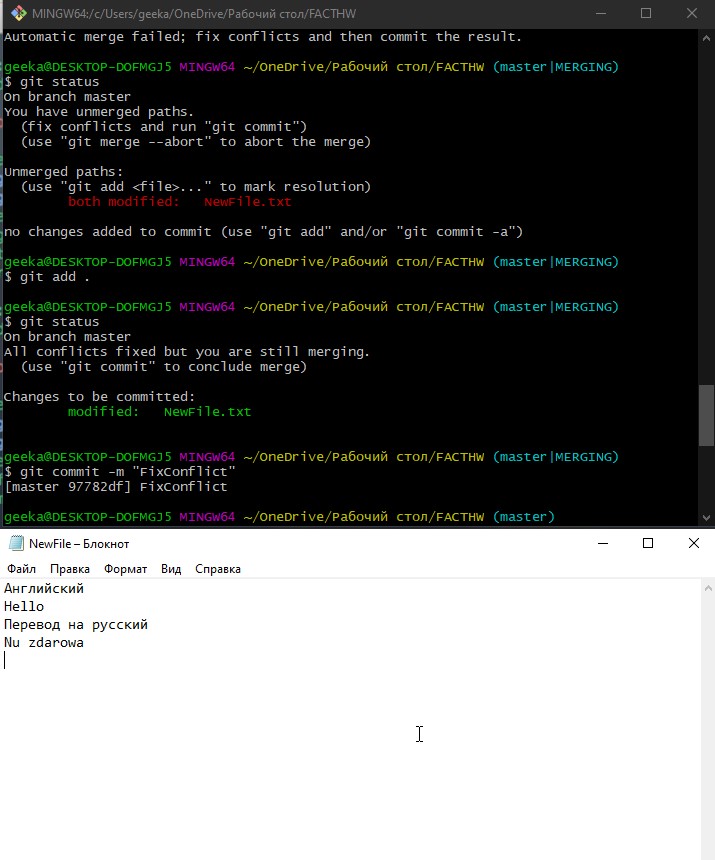 MINGW64:/c/Users/geeka/OneDrive/Рабочий стол/FACTHW
Automatic merge failed; fix conflicts and then commit the result.
geeka@DESKTOP-DOFMGJ5 MINGW64 ~/OneDrive/Рабочий стол/FACTHW (master|MERGING)
$ git status
On branch master
You have unmerged paths.
  (fix conflicts and run "git commit")
  (use "git merge --abort" to abort the merge)
Unmerged paths:
  (use "git add <file>..." to mark resolution)
        both modified:   NewFile.txt
no changes added to commit (use "git add" and/or "git commit -a")
geeka@DESKTOP-DOFMGJ5 MINGW64 ~/OneDrive/Рабочий стол/FACTHW (master|MERGING)
$ git add .
geeka@DESKTOP-DOFMGJ5 MINGW64 ~/OneDrive/Рабочий стол/FACTHW (master|MERGING)
$ git status
On branch master
All conflicts fixed but you are still merging.
  (use "git commit" to conclude merge)
Changes to be committed:
        modified:   NewFile.txt
geeka@DESKTOP-DOFMGJ5 MINGW64 ~/OneDrive/Рабочий стол/FACTHW (master|MERGING)
$ git commit -m "FixConflict"
[master 97782df] FixConflict
geeka@DESKTOP-DOFMGJ5 MINGW64 ~/OneDrive/Рабочий стол/FACTHW (master)
NewFile – Блокнот
Файл Правка Формат Вид Справка
Английский
Hello
Перевод на русский
Nu zdarowa